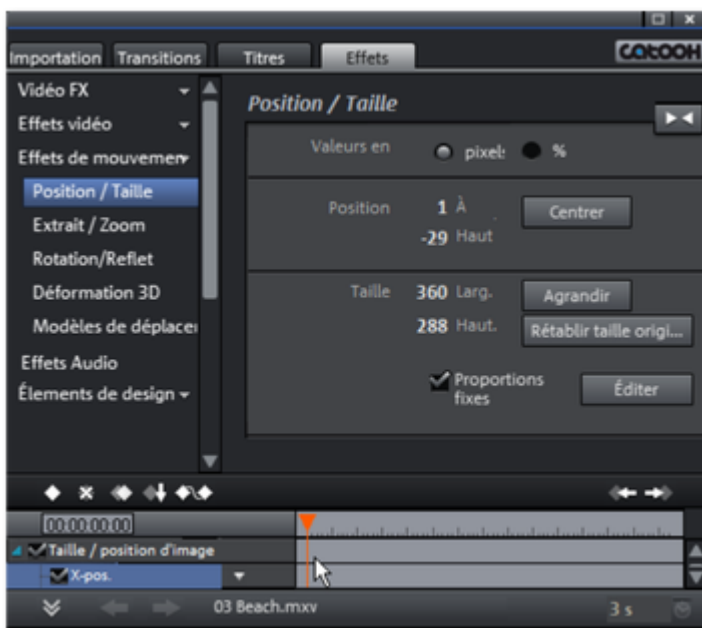 Importation Transitions Titres Effets CATOOH
Vidéo FX
Effets vidéo
Effets de mouvemen
Position / Taille
Extrait / Zoom
Rotation/Reflet
Déformation 3D
Modèles de déplace
Effets Audio
Élements de design
Position / Taille
Valeurs en pixel: %
Position 1 À Centrer
-29 Haut
Taille 360 Larg. Agrandir
288 Haut. Rétablir taille origi...
Proportions
fixes
Éditer
00:00:00:00
Taille / position d'image
X-pos.
03 Beach.mxv 3 s